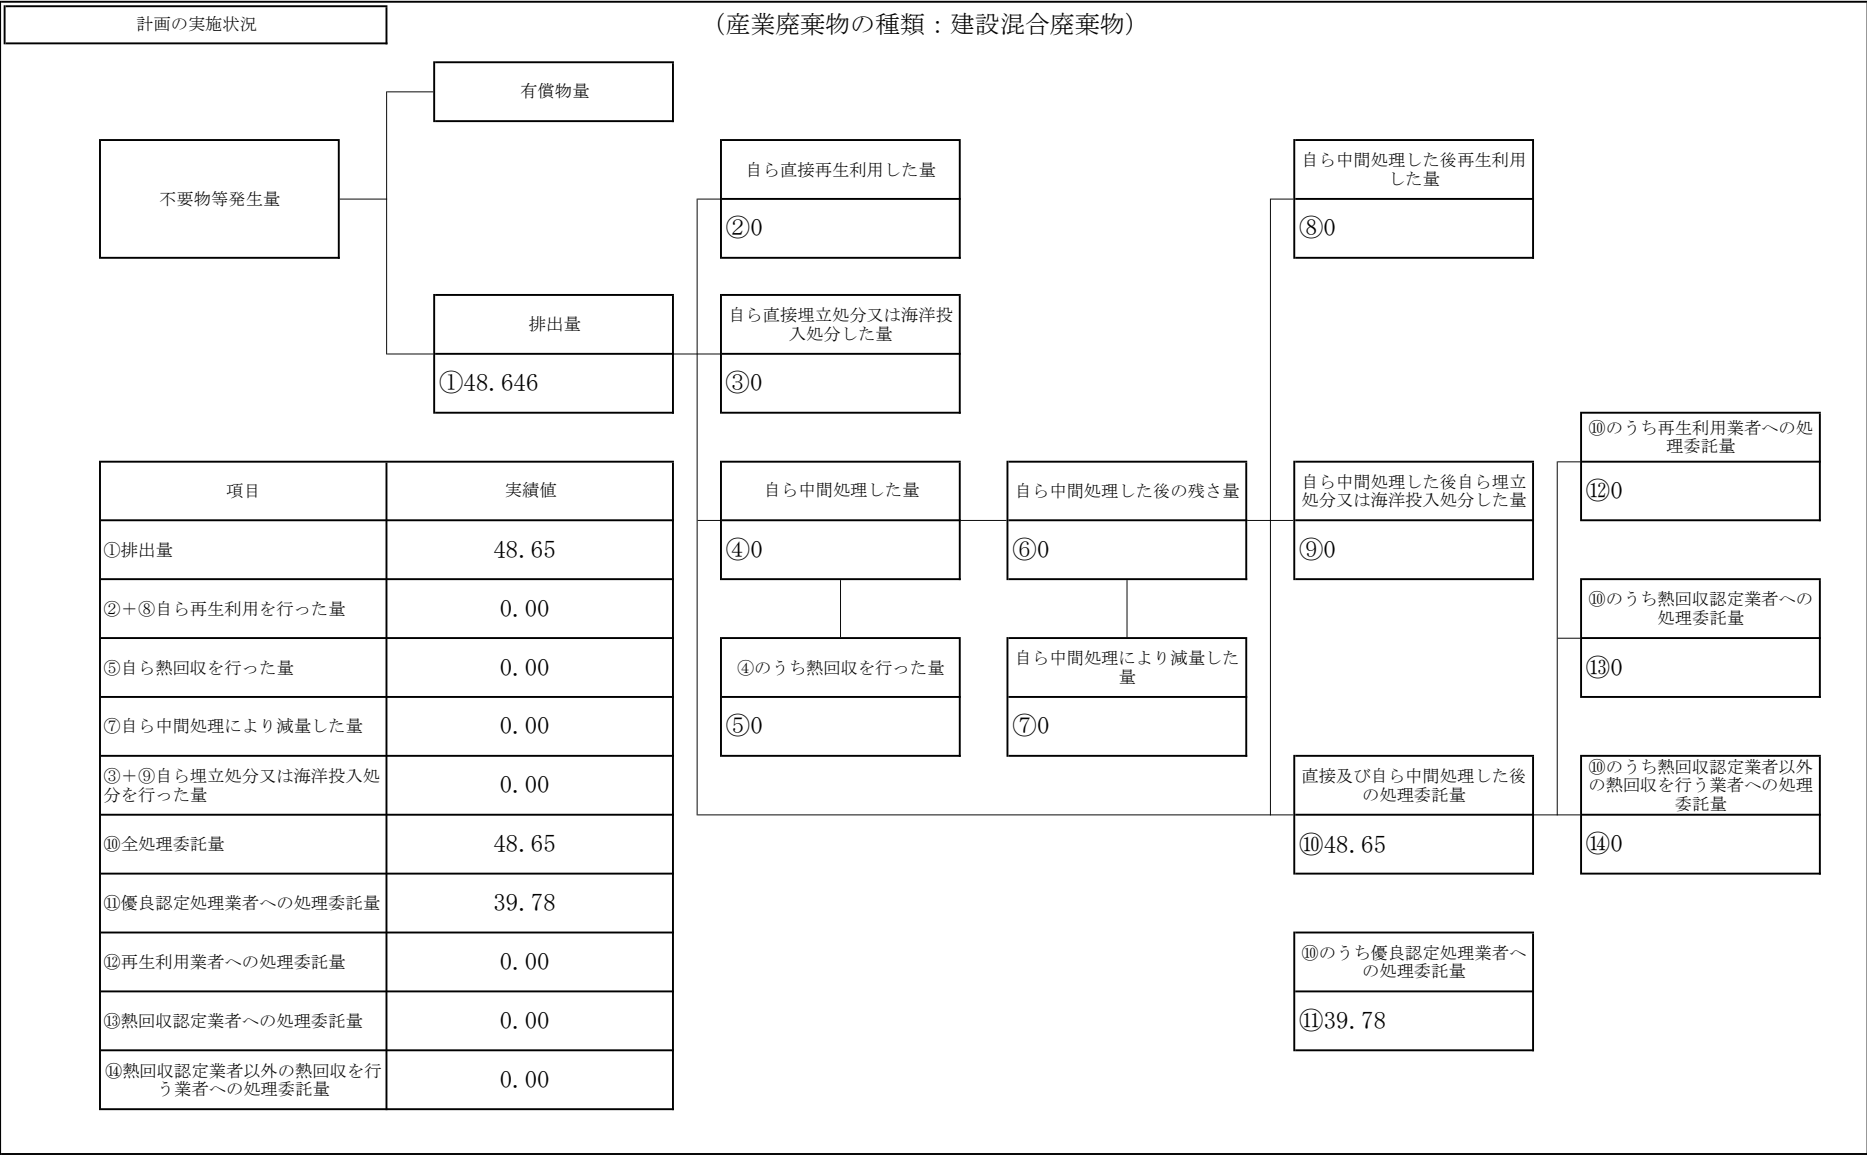 計画の実施状況
（産業廃棄物の種類：建設混合廃棄物）
有償物量
不要物等発生量
自ら直接再生利用した量
②0
自ら中間処理した後再生利用
した量
⑧0
排出量
①48.646
自ら直接埋立処分又は海洋投
入処分した量
③0
⑩のうち再生利用業者への処
理委託量
⑫0
自ら中間処理した量
④0
自ら中間処理した後の残さ量
⑥0
自ら中間処理した後自ら埋立
処分又は海洋投入処分した量
⑨0
⑩のうち熱回収認定業者への
処理委託量
⑬0
④のうち熱回収を行った量
⑤0
自ら中間処理により減量した
量
⑦0
直接及び自ら中間処理した後
の処理委託量
⑩48.65
⑩のうち熱回収認定業者以外
の熱回収を行う業者への処理
委託量
⑭0
⑩のうち優良認定処理業者へ
の処理委託量
⑪39.78
項目 実績値
①排出量 48.65
②＋⑧自ら再生利用を行った量 0.00
⑤自ら熱回収を行った量 0.00
⑦自ら中間処理により減量した量 0.00
③＋⑨自ら埋立処分又は海洋投入処
分を行った量 0.00
⑩全処理委託量 48.65
⑪優良認定処理業者への処理委託量 39.78
⑫再生利用業者への処理委託量 0.00
⑬熱回収認定業者への処理委託量 0.00
⑭熱回収認定業者以外の熱回収を行
う業者への処理委託量 0.00